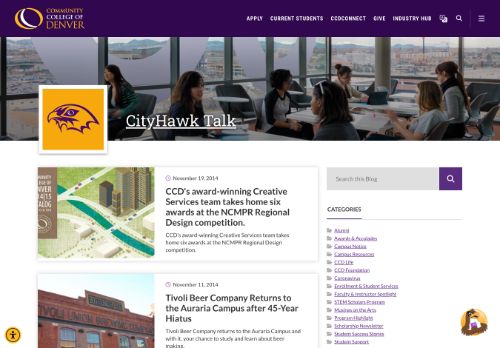 COMMUNITY
COLLEGE OF
DENVER
APPLY CURRENT STUDENTS CCDCONNECT GIVE INDUSTRY HUB
CityHawk Talk
November 19, 2014
CCD's award-winning Creative
Services team takes home six
awards at the NCMPR Regional
Design competition.
CCD's award-winning Creative Services team takes
home six awards at the NCMPR Regional Design
competition.
November 11, 2014
Tivoli Beer Company Returns to
the Auraria Campus after 45-Year
Hiatus
Tivoli Beer Company returns to the Auraria Campus and
with it, your chance to study and learn about beer
making.
Search this Blog
CATEGORIES
Alumni
Awards & Accolades
Campus Notice
Campus Resources
CCD Life
CCD Foundation
Coronavirus
Enrollment & Student Services
Faculty & Instructor Spotlight
STEM Scholars Program
Musings on the Arts
Program Highlight
Scholarship Newsletter
Student Success Stories
Student Support